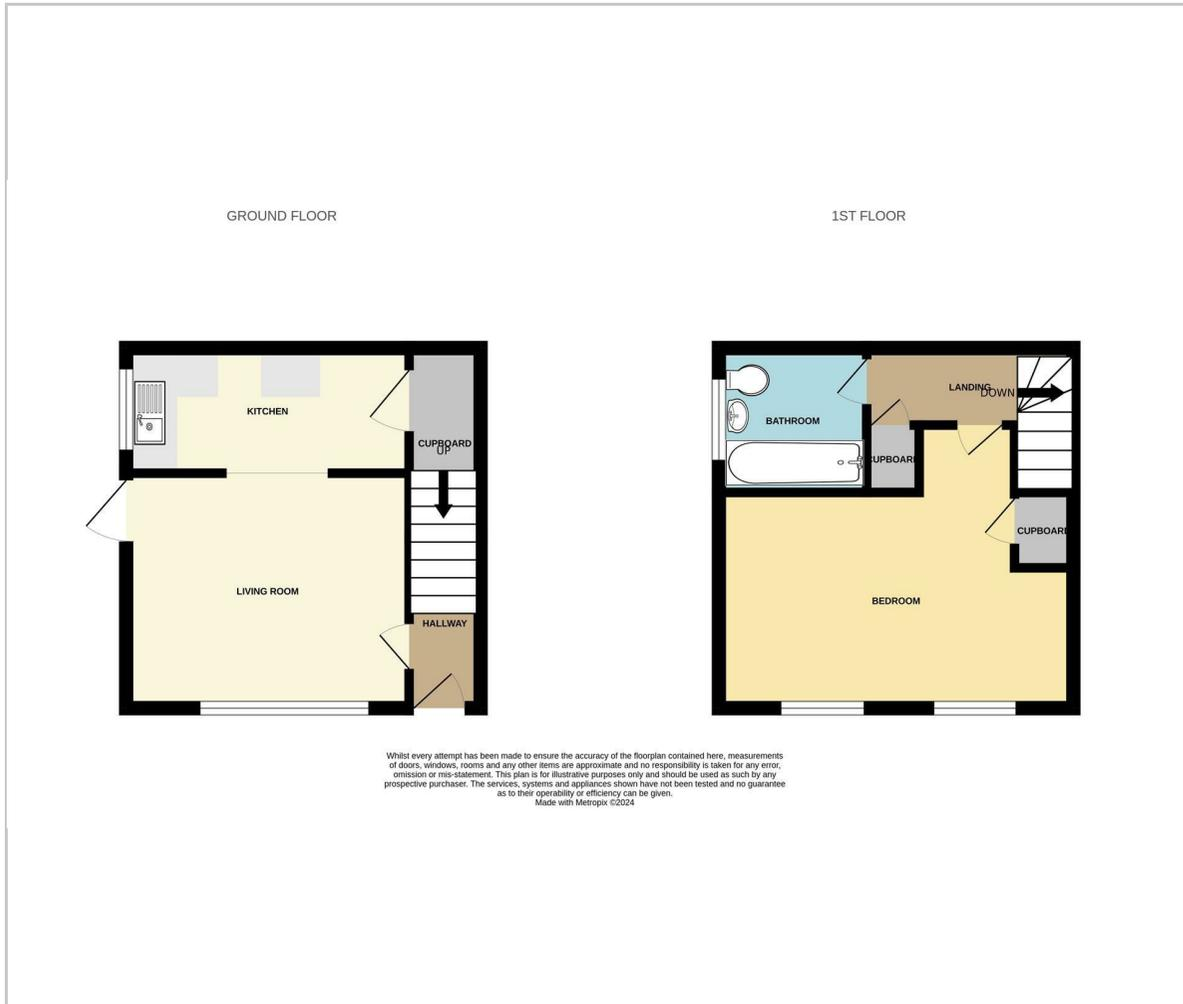 GROUND FLOOR
1ST FLOOR
KITCHEN
CUPBOARD
UP
LIVING ROOM
HALLWAY
BATHROOM
LANDING
DOWN
CUPBOARD
CUPBOARD
BEDROOM
Whilst every attempt has been made to ensure the accuracy of the floorplan contained here, measurements
of doors, windows, rooms and any other items are approximate and no responsibility is taken for any error,
omission or mis-statement. This plan is for illustrative purposes only and should be used as such by any
prospective purchaser. The services, systems and appliances shown have not been tested and no guarantee
as to their operability or efficiency can be given.
Made with Metropix ©2024